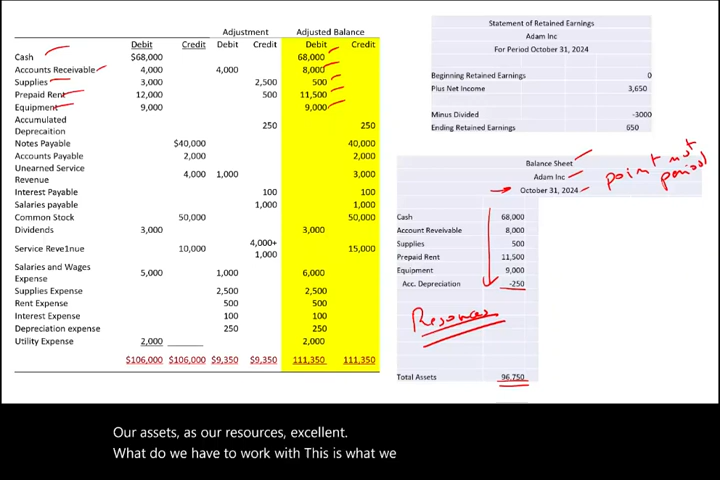 Adjustment Adjusted Balance
Debit Credit Debit Credit Debit Credit
Cash $68,000 68,000
Accounts Receivable 4,000 4,000 8,000
Supplies 3,000 2,500 500
Prepaid Rent 12,000 500 11,500
Equipment 9,000 9,000
Accumulated
Deprecaition 250 250
Notes Payable $40,000 40,000
Accounts Payable 2,000 2,000
Unearned Service
Revenue 4,000 1,000 3,000
Interest Payable 100 100
Salaries payable 1,000 1,000
Common Stock 50,000 50,000
Dividends 3,000 3,000
Service Reve1nue 10,000 4,000+
1,000 15,000
Salaries and Wages
Expense 5,000 1,000 6,000
Supplies Expense 2,500 2,500
Rent Expense 500 500
Interest Expense 100 100
Depreciation expense 250 250
Utility Expense 2,000 2,000
$106,000 $106,000 $9,350 $9,350 111,350 111,350
Statement of Retained Earnings
Adam Inc
For Period October 31, 2024
Beginning Retained Earnings 0
Plus Net Income 3,650
Minus Divided -3000
Ending Retained Earnings 650
Balance Sheet
Adam Inc
October 31, 2024
point not
period
Cash 68,000
Account Reveivable 8,000
Supplies 500
Prepaid Rent 11,500
Equipment 9,000
Acc. Depreciation -250
Resources
Total Assets 96,750
Our assets, as our resources, excellent.
What do we have to work with This is what we